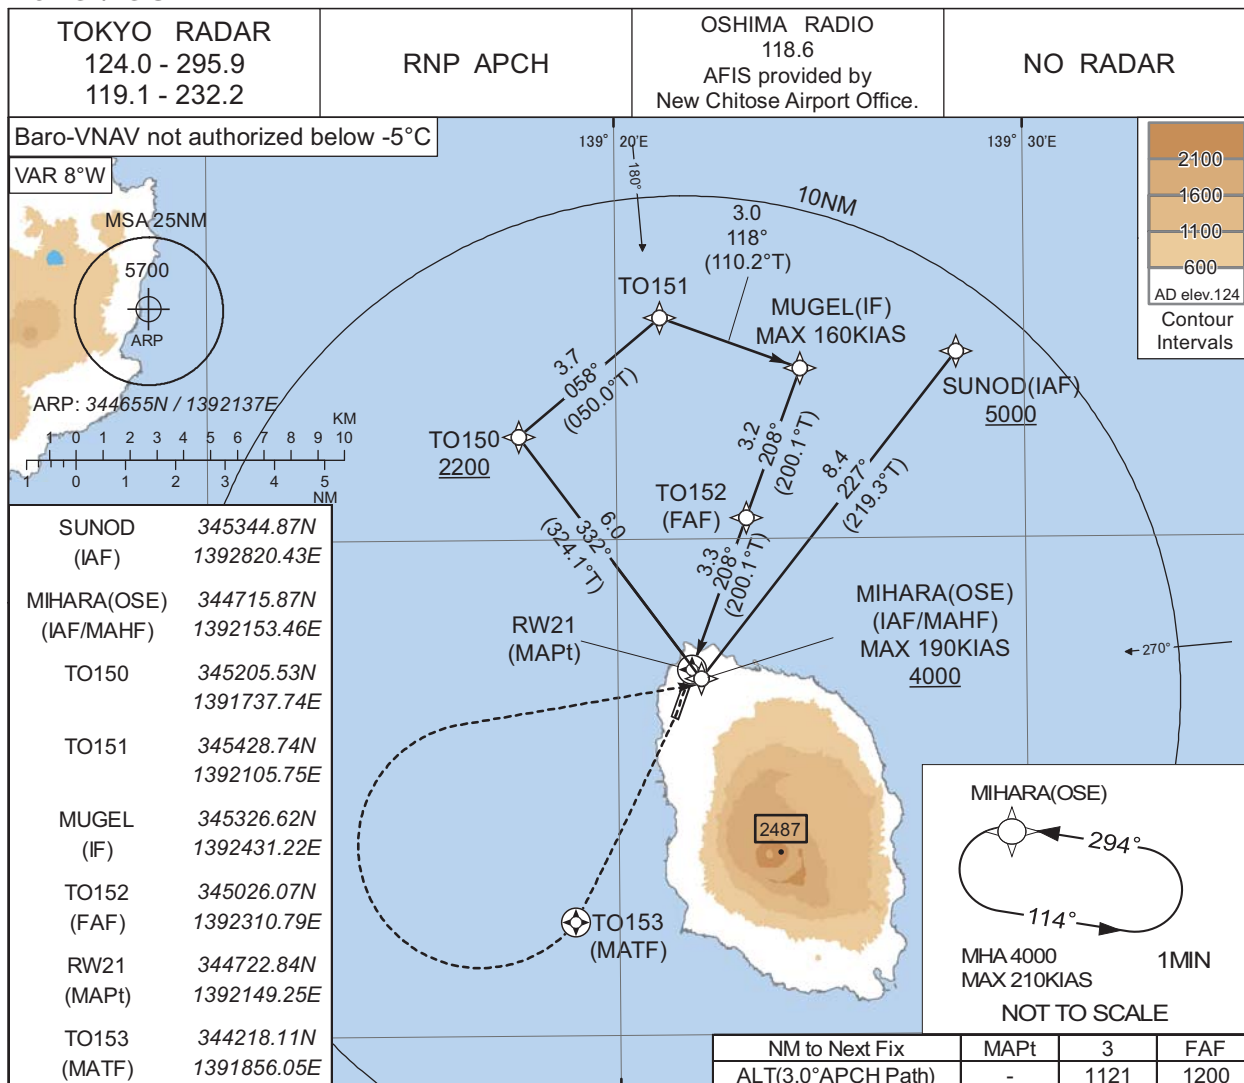 TOKYO RADAR
124.0 - 295.9
119.1 - 232.2
RNP APCH
OSHIMA RADIO
118.6
AFIS provided by
New Chitose Airport Office.
NO RADAR
Baro-VNAV not authorized below -5°C
VAR 8°W
139° 20'E
139° 30'E
180°
10NM
2100
1600
1100
600
AD elev.124
Contour
Intervals
MSA 25NM
5700
ARP
ARP: 344655N / 1392137E
KM
1 0 1 2 3 4 5 6 7 8 9 10
1 0 1 2 3 4 5
NM
3.0
118°
(110.2°T)
TO151
MUGEL(IF)
MAX 160KIAS
SUNOD(IAF)
5000
3.7
058°
(050.0°T)
TO150
2200
3.2
208°
(200.1°T)
8.4
227°
(219.3°T)
TO152
(FAF)
6.0
332°
(324.1°T)
3.3
208°
(200.1°T)
RW21
(MAPt)
MIHARA(OSE)
(IAF/MAHF)
MAX 190KIAS
4000
270°
SUNOD 345344.87N
(IAF) 1392820.43E
MIHARA(OSE) 344715.87N
(IAF/MAHF) 1392153.46E
TO150 345205.53N
1391737.74E
TO151 345428.74N
1392105.75E
MUGEL 345326.62N
(IF) 1392431.22E
TO152 345026.07N
(FAF) 1392310.79E
RW21 344722.84N
(MAPt) 1392149.25E
TO153 344218.11N
(MATF) 1391856.05E
2487
TO153
(MATF)
MIHARA(OSE)
294°
114°
MHA 4000
MAX 210KIAS
1MIN
NOT TO SCALE
NM to Next Fix MAPt 3 FAF
ALT(3.0°APCH Path) - 1121 1200